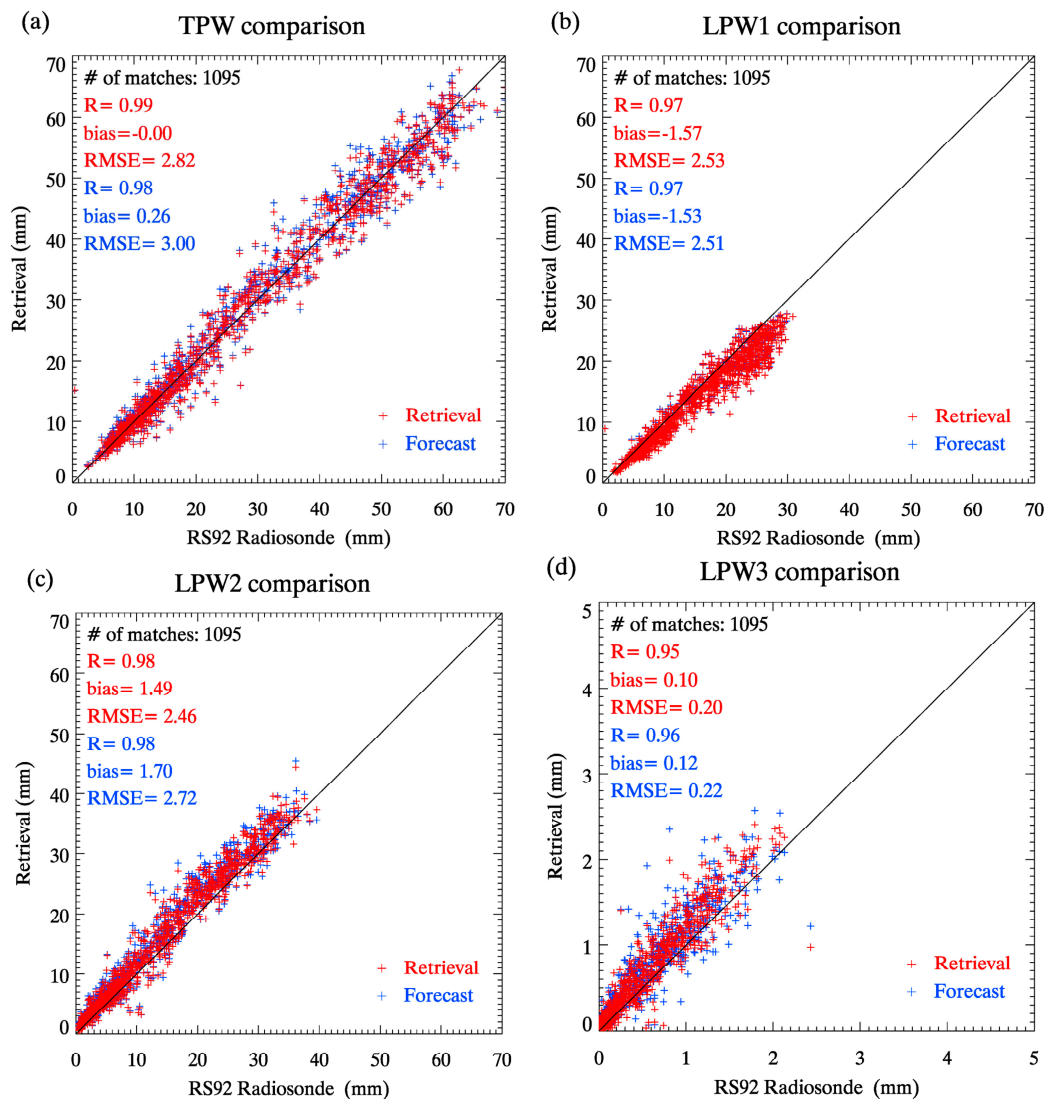 (a)
TPW comparison
70
60
50
40
30
20
10
0
Retrieval (mm)
# of matches: 1095
R= 0.99
bias=-0.00
RMSE= 2.82
R= 0.98
bias= 0.26
RMSE= 3.00
+ Retrieval
+ Forecast
0 10 20 30 40 50 60 70
RS92 Radiosonde (mm)
(b)
LPW1 comparison
70
60
50
40
30
20
10
0
Retrieval (mm)
# of matches: 1095
R= 0.97
bias=-1.57
RMSE= 2.53
R= 0.97
bias=-1.53
RMSE= 2.51
+ Retrieval
+ Forecast
0 10 20 30 40 50 60 70
RS92 Radiosonde (mm)
(c)
LPW2 comparison
70
60
50
40
30
20
10
0
Retrieval (mm)
# of matches: 1095
R= 0.98
bias= 1.49
RMSE= 2.46
R= 0.98
bias= 1.70
RMSE= 2.72
+ Retrieval
+ Forecast
0 10 20 30 40 50 60 70
RS92 Radiosonde (mm)
(d)
LPW3 comparison
5
4
3
2
1
0
Retrieval (mm)
# of matches: 1095
R= 0.95
bias= 0.10
RMSE= 0.20
R= 0.96
bias= 0.12
RMSE= 0.22
+ Retrieval
+ Forecast
0 1 2 3 4 5
RS92 Radiosonde (mm)